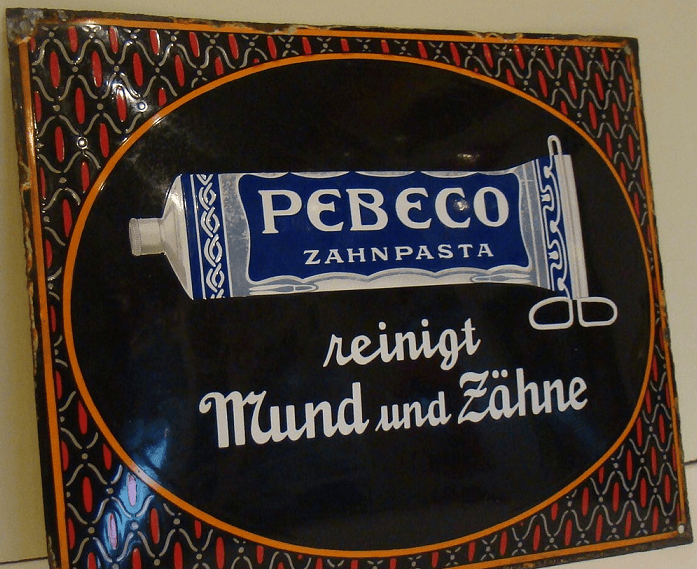 PEBECO
ZAHNPASTA
reinigt
Mund und Zähne